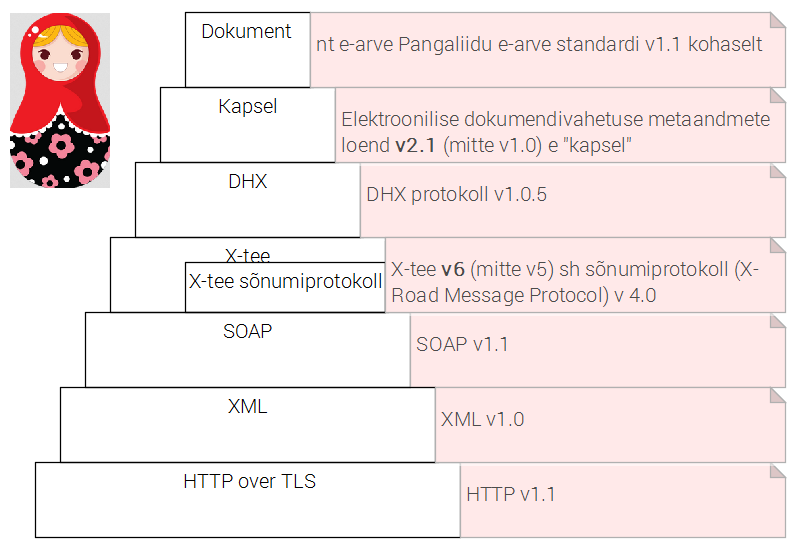 Dokument
nt e-arve Pangaliidu e-arve standardi v1.1 kohaselt
Kapsel
Elektroonilise dokumendivahetuse metaandmete
loend v2.1 (mitte v1.0) e "kapsel"
DHX
DHX protokoll v1.0.5
X-tee
X-tee sõnumiprotokoll
X-tee v6 (mitte v5) sh sõnumiprotokoll (X-
Road Message Protocol) v 4.0
SOAP
SOAP v1.1
XML
XML v1.0
HTTP over TLS
HTTP v1.1